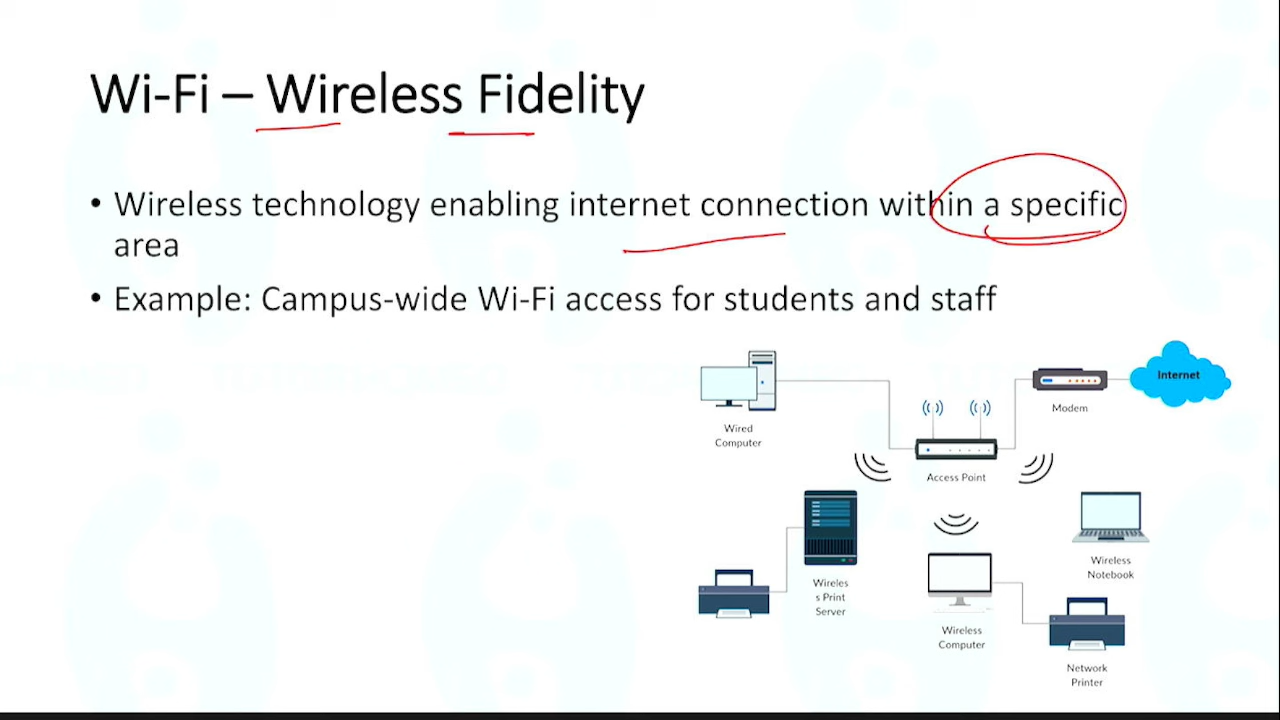 Wi-Fi – Wireless Fidelity
• Wireless technology enabling internet connection within a specific
area
• Example: Campus-wide Wi-Fi access for students and staff
Internet
Modem
Wired
Computer
Access Point
Wireless
Notebook
Wireles
s Print
Server
Wireless
Computer
Network
Printer